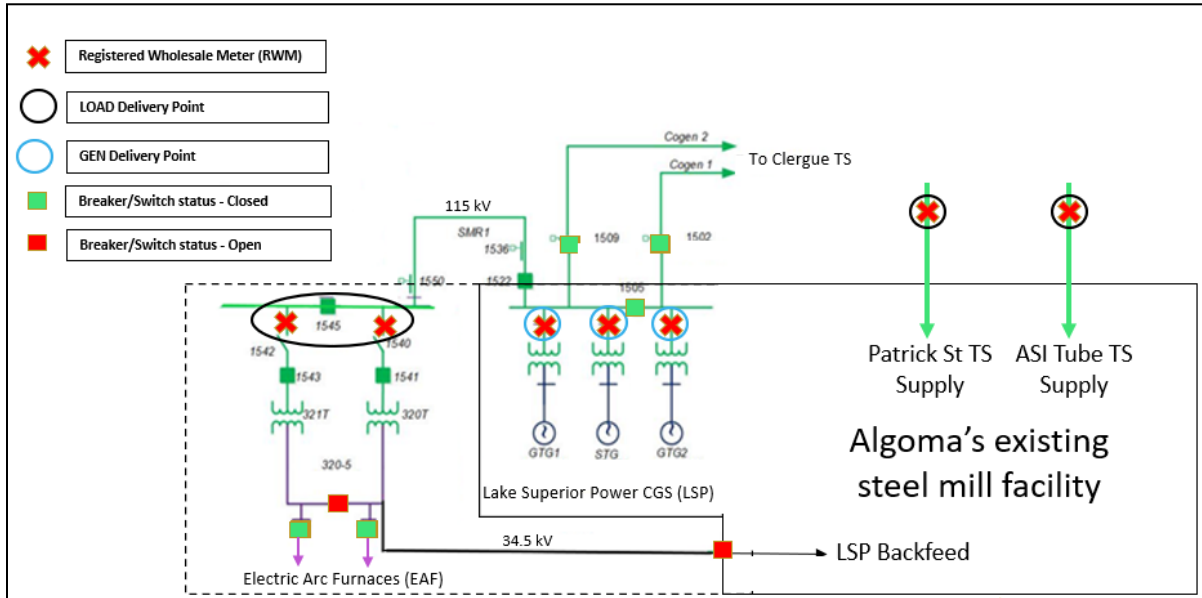 Registered Wholesale Meter (RWM)
LOAD Delivery Point
GEN Delivery Point
Breaker/Switch status - Closed
Breaker/Switch status - Open
Cogen 2
Cogen 1
To Clergue TS
115 kV
SMR1
1536
1509
1502
1550
1522
1505
1545
1542
1540
1543
1541
321T
320T
GTG1
STG
GTG2
320-5
Lake Superior Power CGS (LSP)
34.5 kV
Electric Arc Furnaces (EAF)
Patrick St TS
Supply
ASI Tube TS
Supply
Algoma's existing
steel mill facility
LSP Backfeed